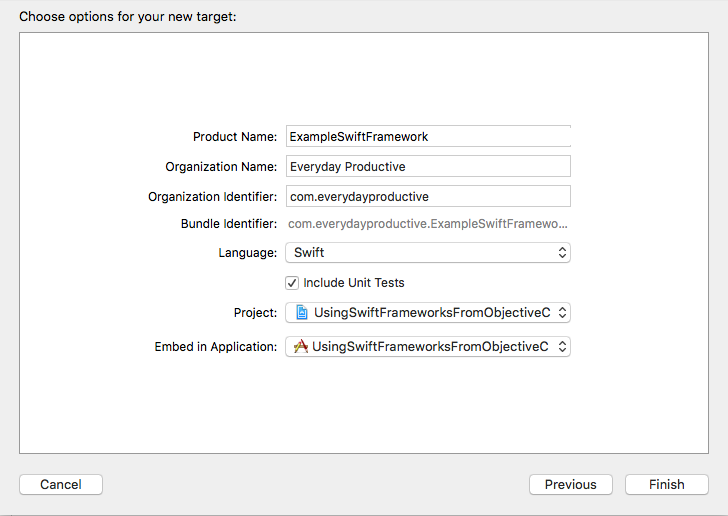 Choose options for your new target:
Product Name: ExampleSwiftFramework
Organization Name: Everyday Productive
Organization Identifier: com.everydayproductive
Bundle Identifier: com.everydayproductive.ExampleSwiftFramewo...
Language: Swift
Include Unit Tests
Project: UsingSwiftFrameworksFromObjectiveC
Embed in Application: UsingSwiftFrameworksFromObjectiveC
Cancel Previous Finish